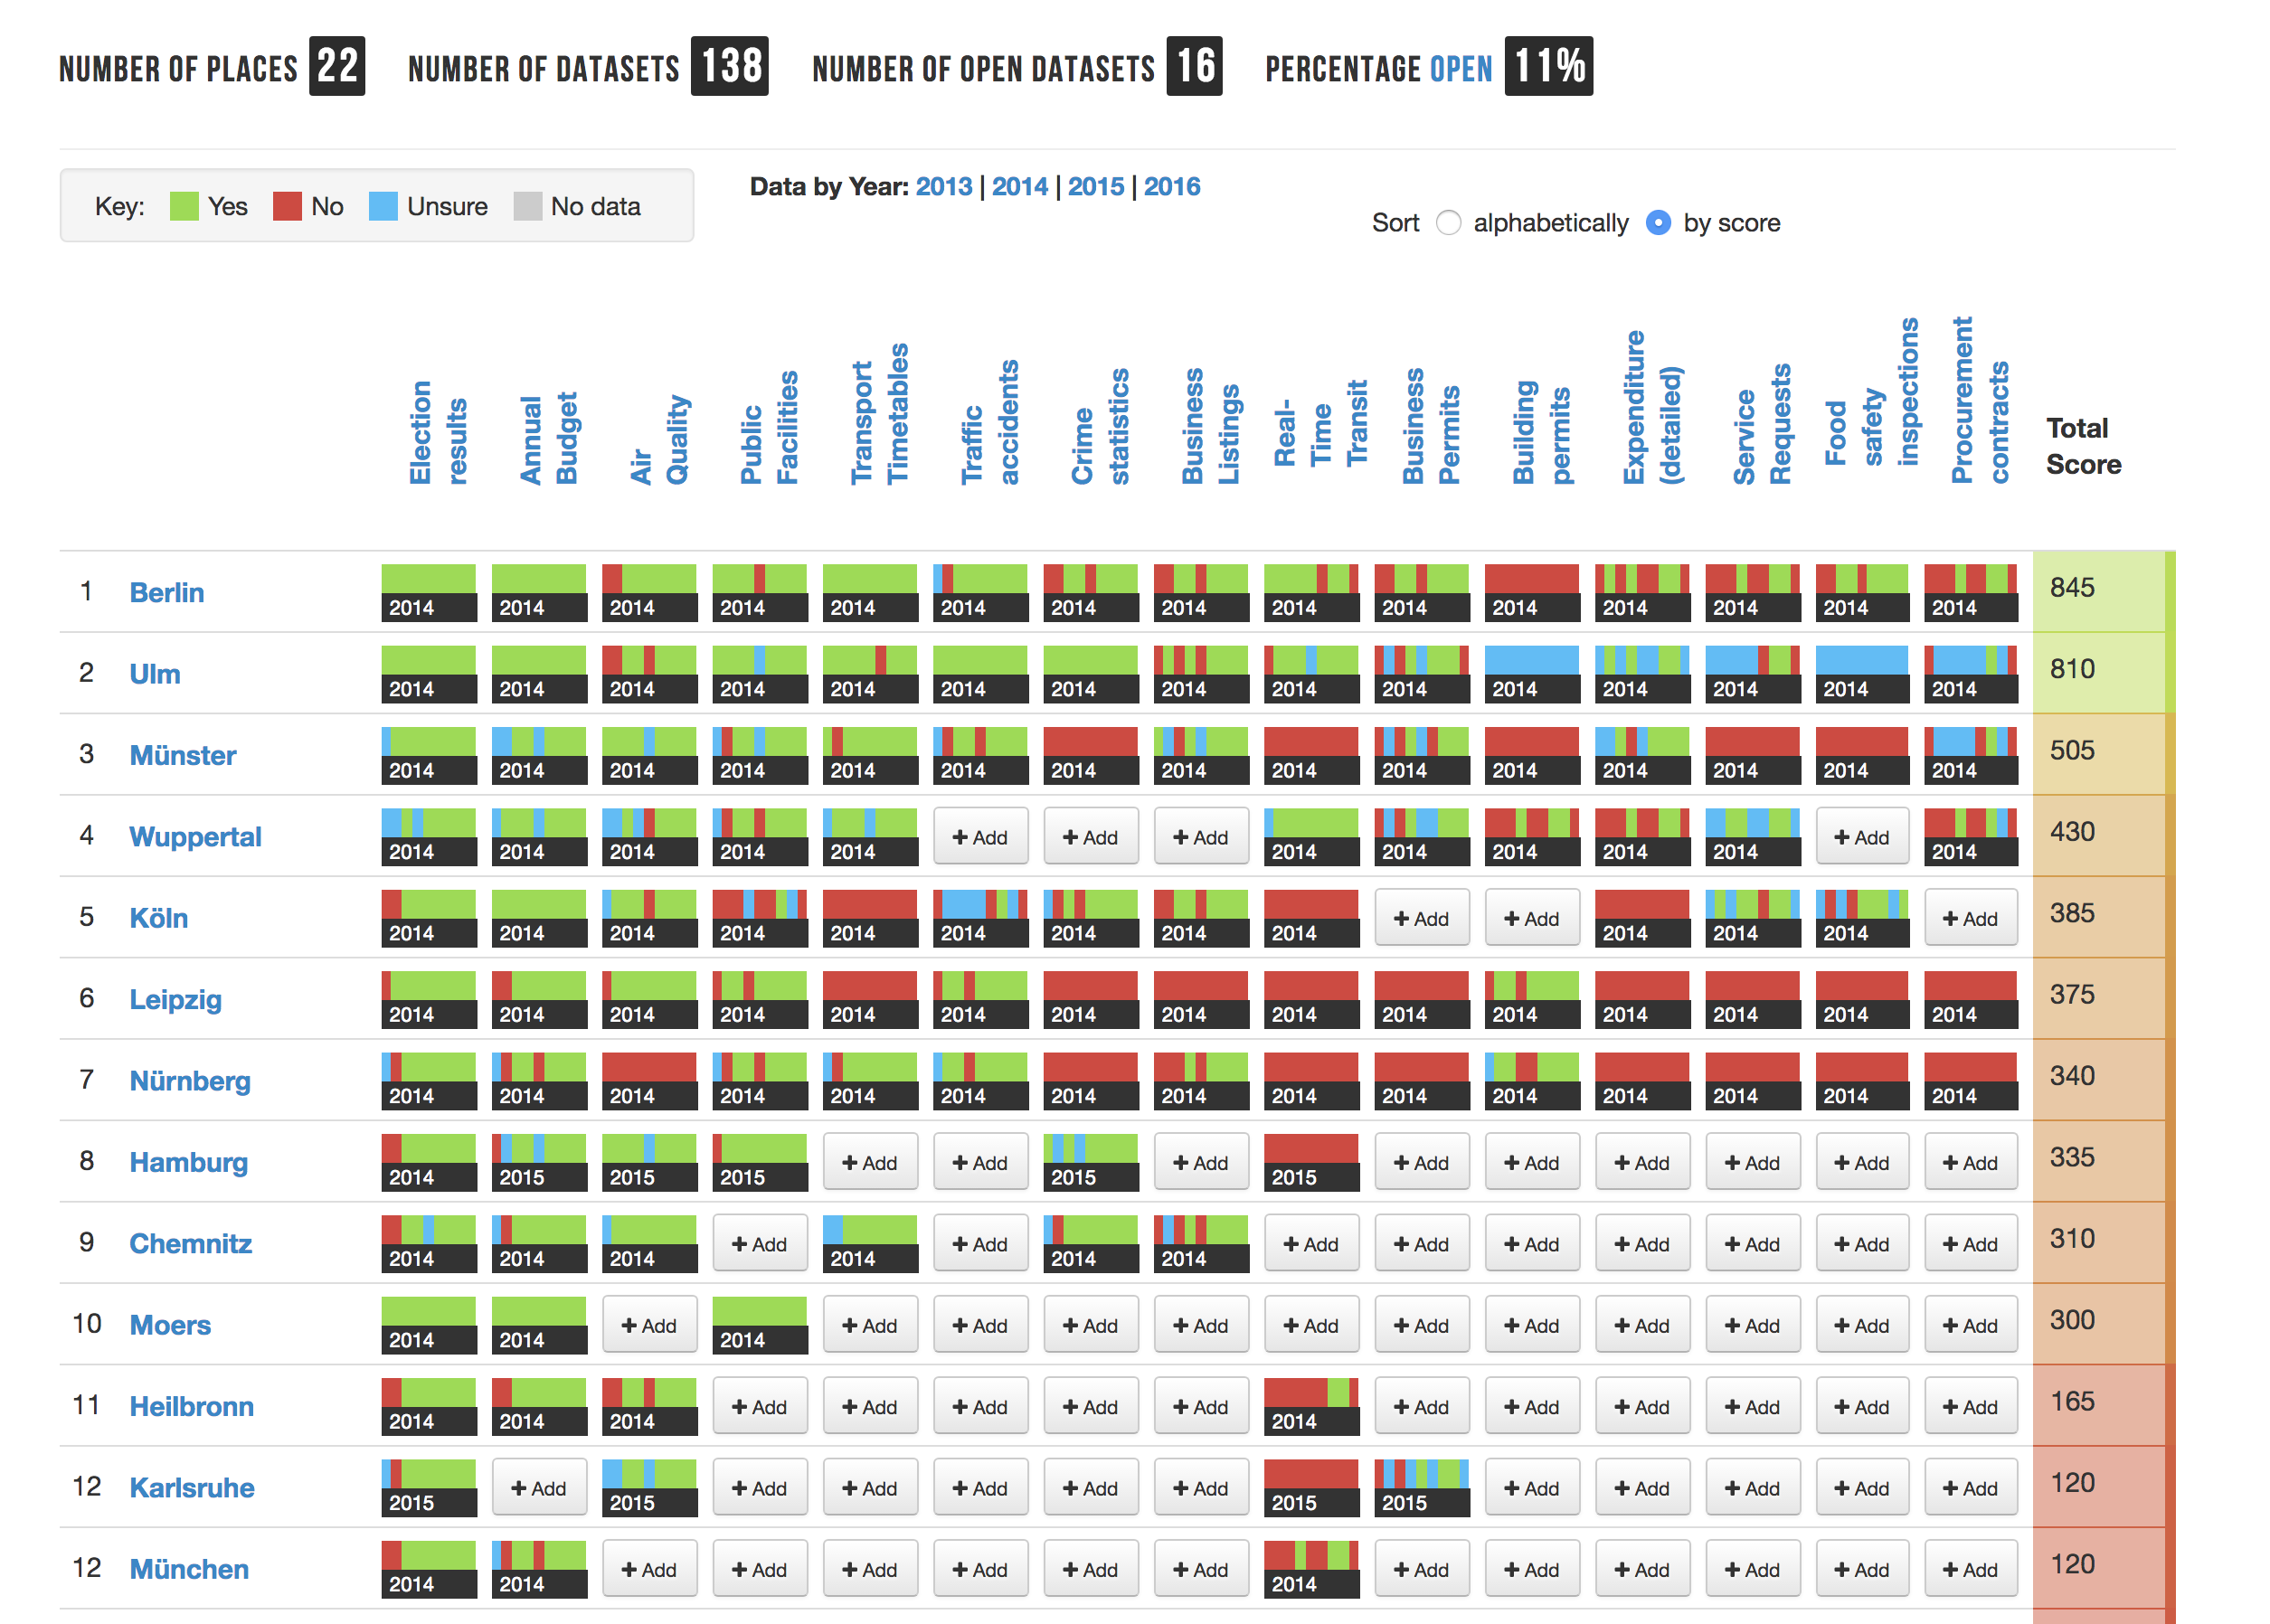 NUMBER OF PLACES 22 NUMBER OF DATASETS 138 NUMBER OF OPEN DATASETS 16 PERCENTAGE OPEN 11%
Key: Yes No Unsure No data
Data by Year: 2013 | 2014 | 2015 | 2016
Sort alphabetically by score
Election results
Annual Budget
Air Quality
Public Facilities
Transport Timetables
Traffic accidents
Crime statistics
Business Listings
Real-Time Transit
Business Permits
Building permits
Expenditure (detailed)
Service Requests
Food safety inspections
Procurement contracts
Total Score
1 Berlin 2014 2014 2014 2014 2014 2014 2014 2014 2014 2014 2014 2014 2014 2014 2014 845
2 Ulm 2014 2014 2014 2014 2014 2014 2014 2014 2014 2014 2014 2014 2014 2014 2014 810
3 Münster 2014 2014 2014 2014 2014 2014 2014 2014 2014 2014 2014 2014 2014 2014 2014 505
4 Wuppertal 2014 2014 2014 2014 2014 + Add + Add + Add 2014 2014 2014 2014 2014 + Add 2014 430
5 Köln 2014 2014 2014 2014 2014 2014 2014 2014 2014 + Add + Add 2014 2014 2014 + Add 385
6 Leipzig 2014 2014 2014 2014 2014 2014 2014 2014 2014 2014 2014 2014 2014 2014 2014 375
7 Nürnberg 2014 2014 2014 2014 2014 2014 2014 2014 2014 2014 2014 2014 2014 2014 2014 340
8 Hamburg 2014 2015 2015 2015 + Add + Add 2015 + Add 2015 + Add + Add + Add + Add + Add + Add 335
9 Chemnitz 2014 2014 2014 + Add 2014 + Add 2014 2014 + Add + Add + Add + Add + Add + Add + Add 310
10 Moers 2014 2014 + Add 2014 + Add + Add + Add + Add + Add + Add + Add + Add + Add + Add + Add 300
11 Heilbronn 2014 2014 2014 + Add + Add + Add + Add + Add 2014 + Add + Add + Add + Add + Add + Add 165
12 Karlsruhe 2015 + Add 2015 + Add + Add + Add + Add + Add 2015 2015 + Add + Add + Add + Add + Add 120
12 München 2014 2014 + Add + Add + Add + Add + Add + Add 2014 + Add + Add + Add + Add + Add + Add 120